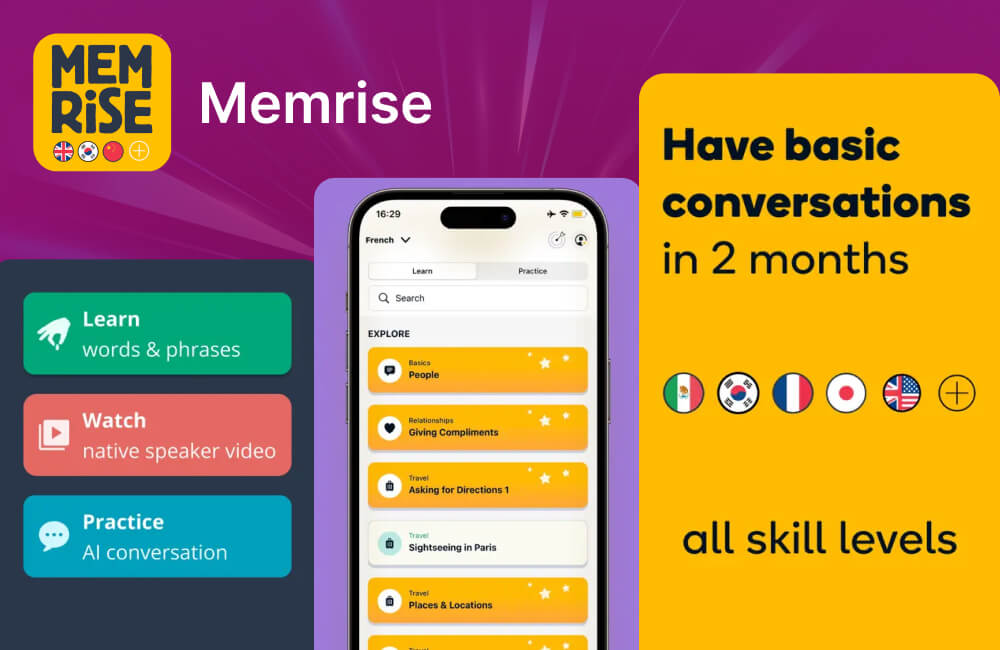 MEM
RiSE
Memrise
Learn
words & phrases
Watch
native speaker video
Practice
AI conversation
16:29
French
Learn
Practice
Search
EXPLORE
Basics
People
Relationships
Giving Compliments
Travel
Asking for Directions 1
Travel
Sightseeing in Paris
Travel
Places & Locations
Travel
Have basic
conversations
in 2 months
all skill levels